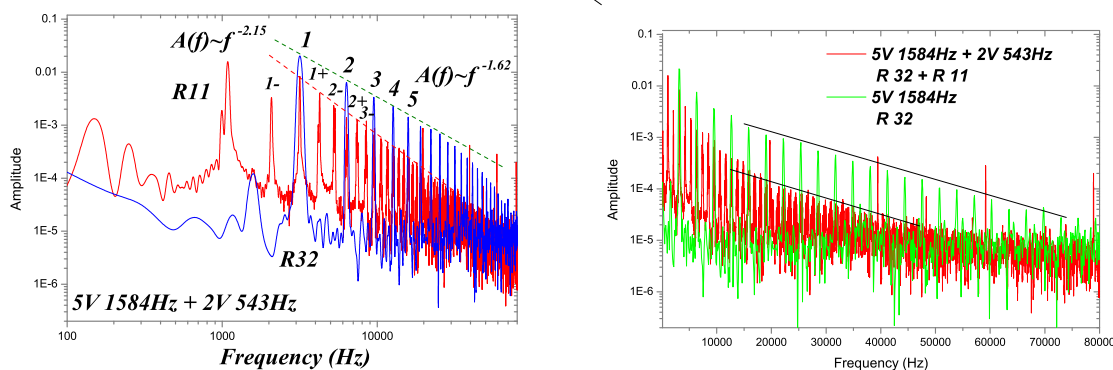 0.1
0.01
1E-3
1E-4
1E-5
1E-6
Amplitude
A(f)~f -2.15
R11
1-
1
1+
2
2-
2+
3
3-
4
5
A(f)~f -1.62
R32
5V 1584Hz + 2V 543Hz
100
1000
10000
Frequency (Hz)
0.1
0.01
1E-3
1E-4
1E-5
1E-6
Amplitude
5V 1584Hz + 2V 543Hz
R 32 + R 11
5V 1584Hz
R 32
10000
20000
30000
40000
50000
60000
70000
80000
Frequency (Hz)